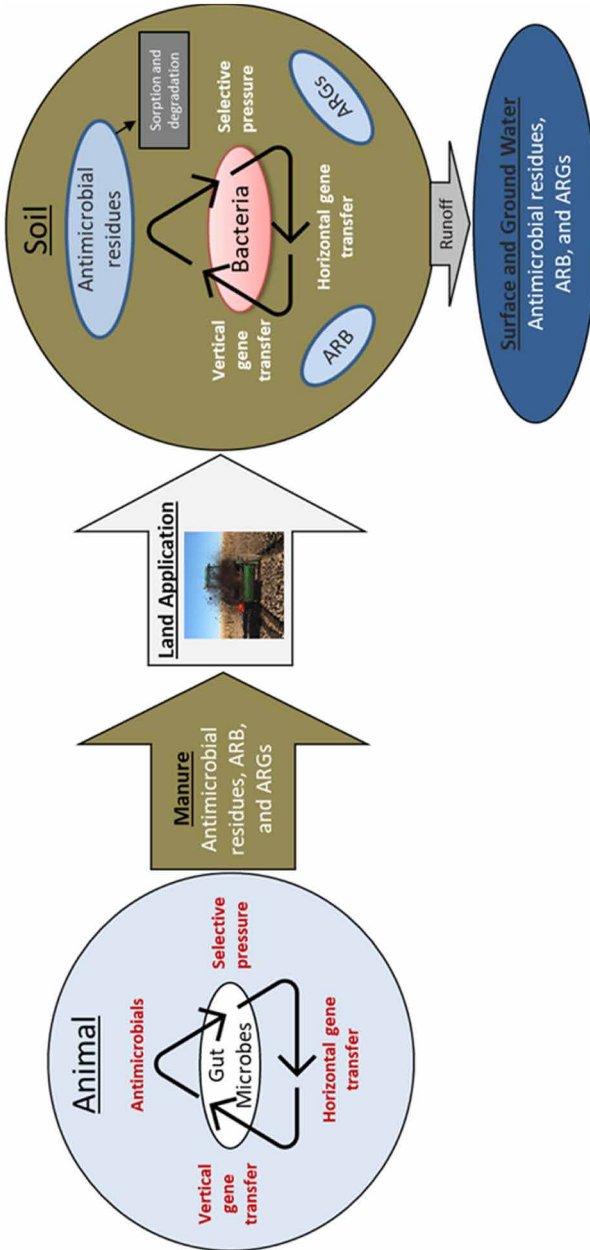 Animal
Antimicrobials
Gut
Microbes
Selective
pressure
Vertical
gene
transfer
Horizontal gene
transfer
Manure
Antimicrobial
residues, ARB,
and ARGs
Land Application
Soil
Antimicrobial
residues
Sorption and
degradation
Bacteria
Selective
pressure
Vertical
gene
transfer
Horizontal gene
transfer
ARB
ARGs
Runoff
Surface and Ground Water
Antimicrobial residues,
ARB, and ARGs